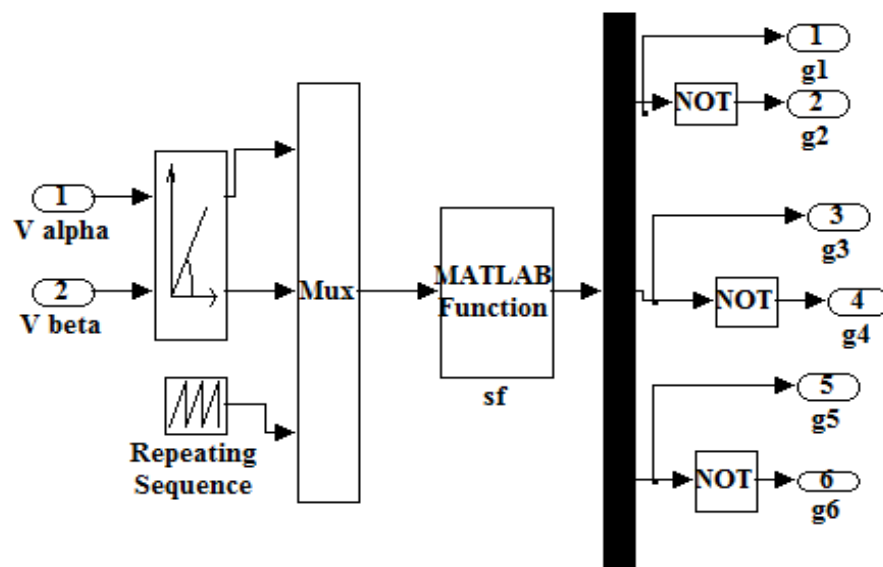 1
V alpha
2
V beta
Repeating
Sequence
Mux
MATLAB
Function
sf
1
g1
NOT
2
g2
3
g3
NOT
4
g4
5
g5
NOT
6
g6